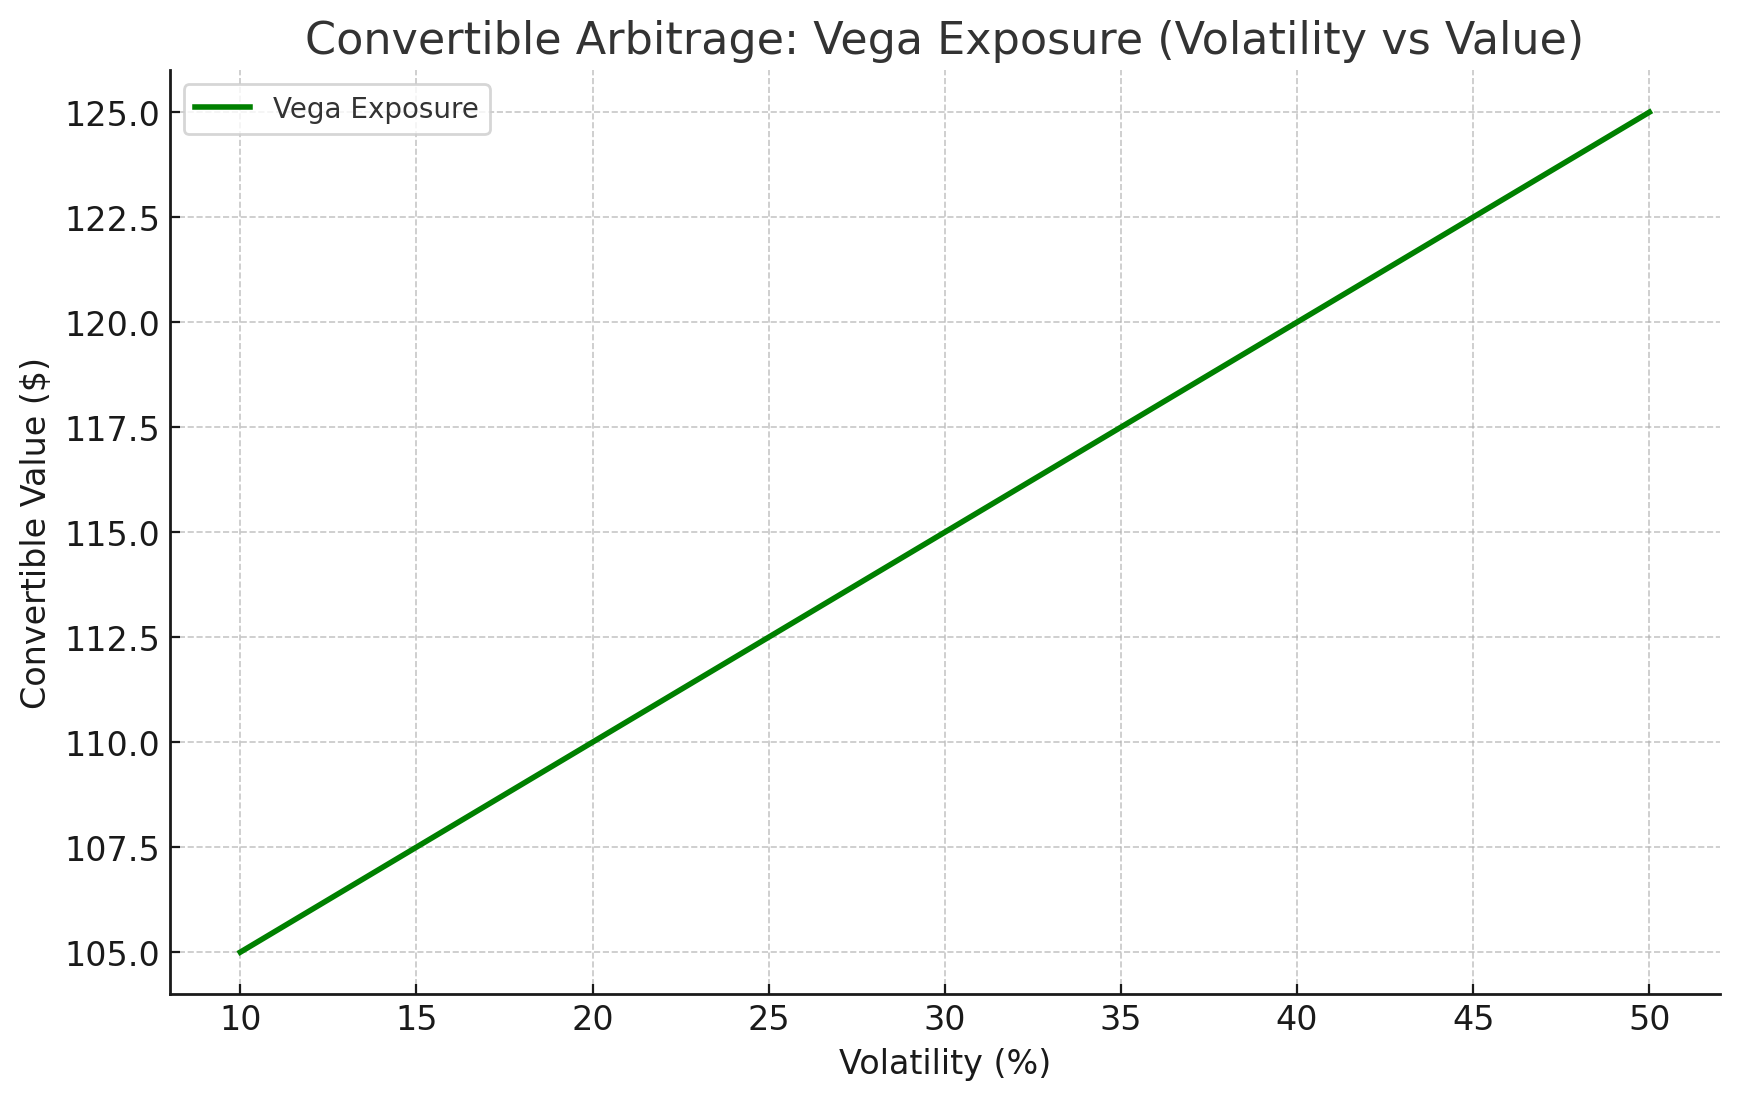 Convertible Arbitrage: Vega Exposure (Volatility vs Value)
Vega Exposure
Convertible Value ($)
125.0
122.5
120.0
117.5
115.0
112.5
110.0
107.5
105.0
10 15 20 25 30 35 40 45 50
Volatility (%)